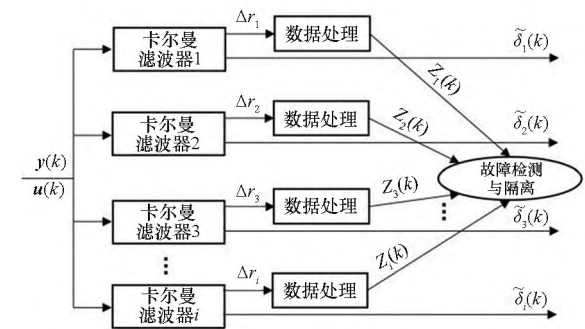 Δr₁
卡尔曼
滤波器1
数据处理
δ̃₁(k)
Z₁(k)
Δr₂
卡尔曼
滤波器2
数据处理
Z₂(k)
δ̃₂(k)
y(k)
u(k)
故障检测
与隔离
Δr₃
卡尔曼
滤波器3
数据处理
Z₃(k)
δ̃₃(k)
Δrᵢ
卡尔曼
滤波器i
数据处理
Zᵢ(k)
δ̃ᵢ(k)